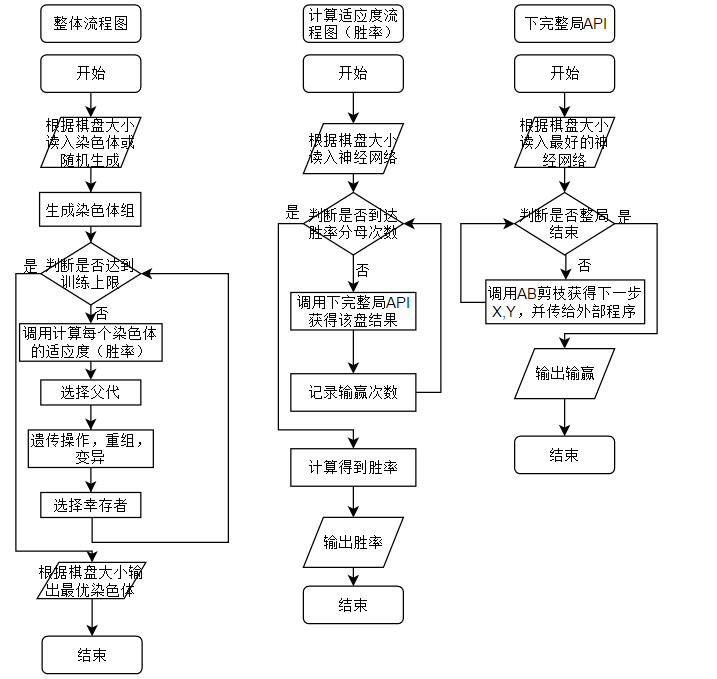 整体流程图
开始
根据棋盘大小
读入染色体或
随机生成
生成染色体组
是
判断是否达到
训练上限
否
调用计算每个染色体
的适应度（胜率）
选择父代
遗传操作，重组，
变异
选择幸存者
根据棋盘大小输
出最优染色体
结束
计算适应度流
程图（胜率）
开始
根据棋盘大小
读入神经网络
是
判断是否到达
胜率分母次数
否
调用下完整局API
获得该盘结果
记录输赢次数
计算得到胜率
输出胜率
结束
下完整局API
开始
根据棋盘大小
读入最好的神
经网络
判断是否整局
结束
是
否
调用AB剪枝获得下一步
X,Y，并传给外部程序
输出输赢
结束